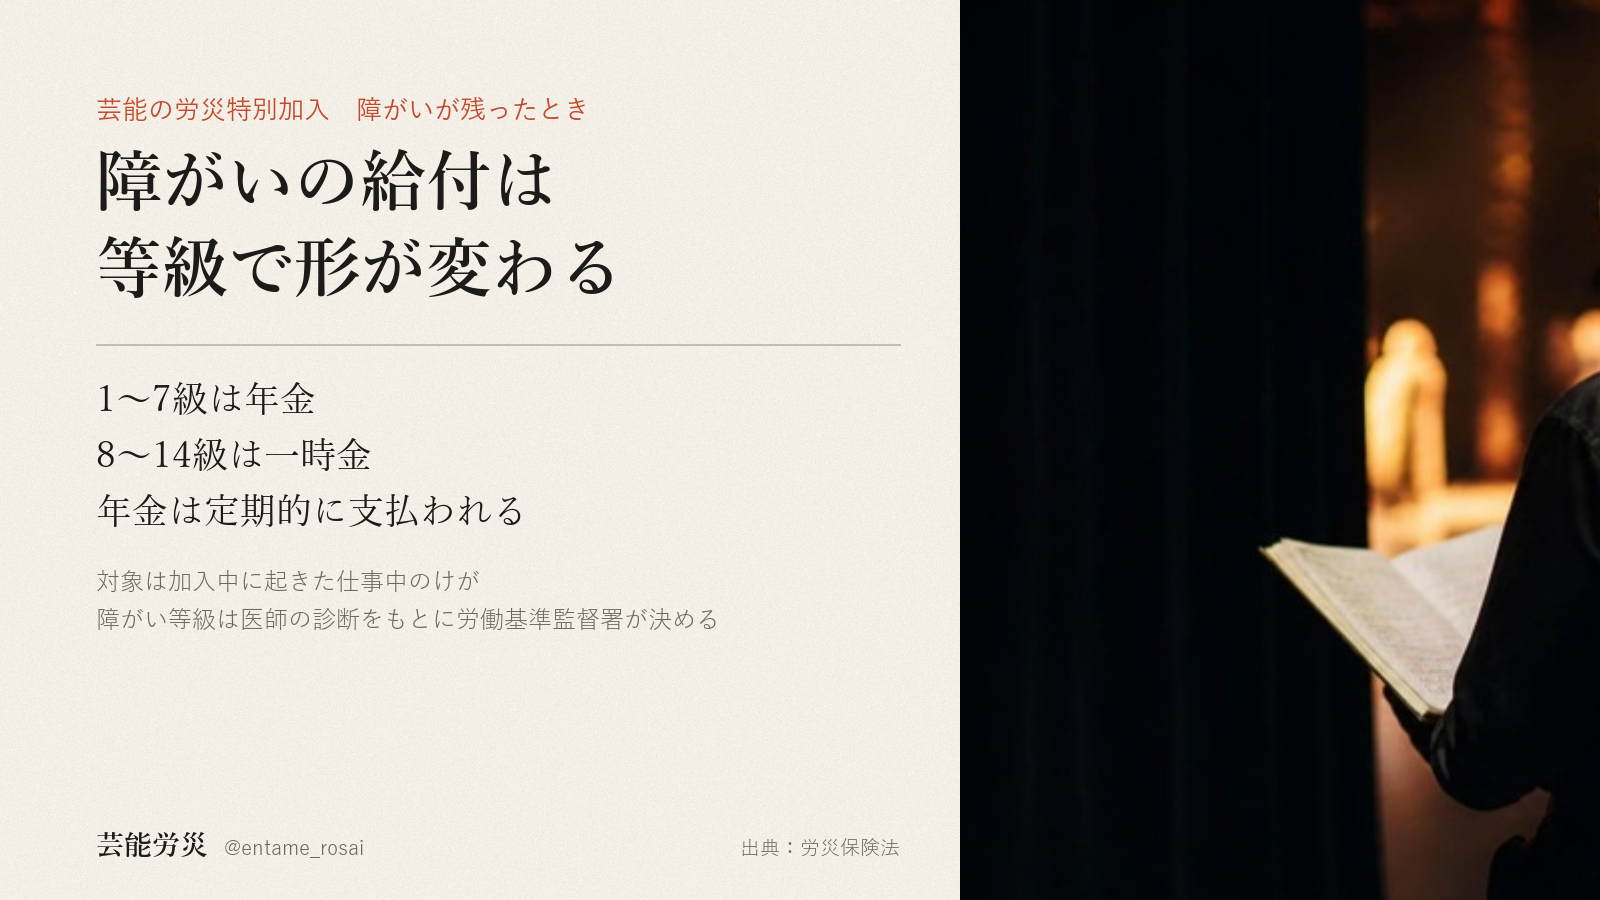 芸能の労災特別加入　障がいが残ったとき
障がいの給付は
等級で形が変わる
1〜7級は年金
8〜14級は一時金
年金は定期的に支払われる
対象は加入中に起きた仕事中のけが
障がい等級は医師の診断をもとに労働基準監督署が決める
芸能労災 @entame_rosai
出典：労災保険法